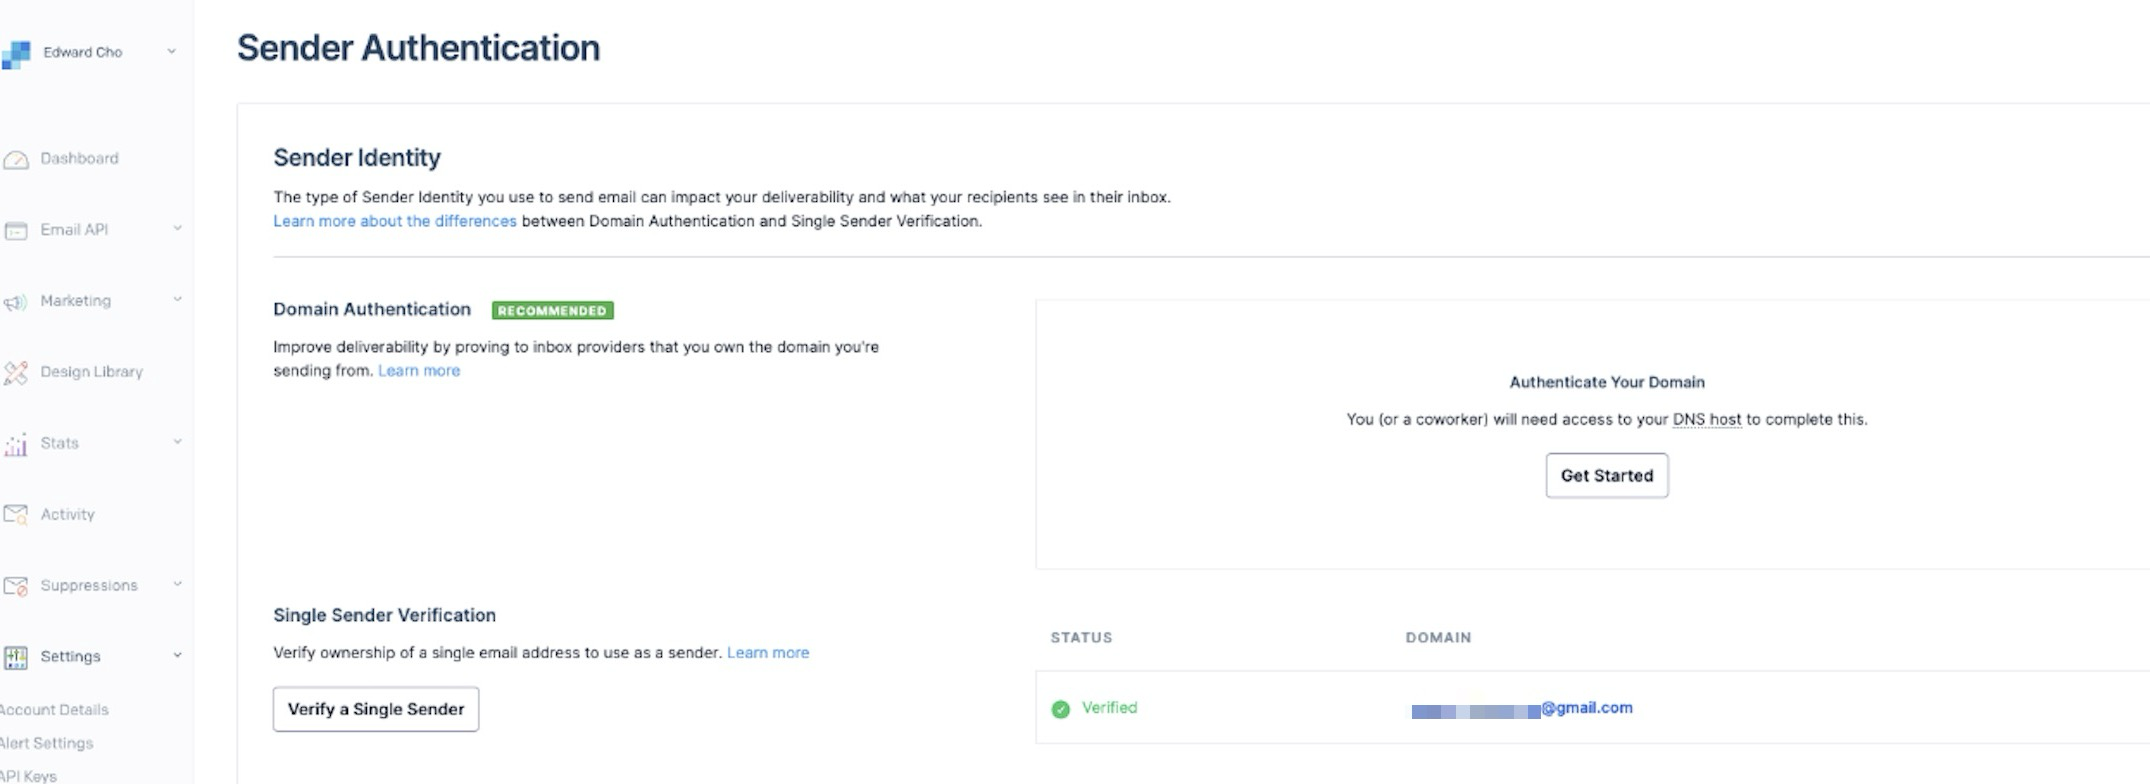 Edward Cho
Sender Authentication
Dashboard
Email API
Marketing
Design Library
Stats
Activity
Suppressions
Settings
Account Details
Alert Settings
API Keys
Sender Identity
The type of Sender Identity you use to send email can impact your deliverability and what your recipients see in their inbox.
Learn more about the differences between Domain Authentication and Single Sender Verification.
Domain Authentication RECOMMENDED
Improve deliverability by proving to inbox providers that you own the domain you're
sending from. Learn more
Authenticate Your Domain
You (or a coworker) will need access to your DNS host to complete this.
Get Started
Single Sender Verification
Verify ownership of a single email address to use as a sender. Learn more
Verify a Single Sender
STATUS DOMAIN
Verified @gmail.com